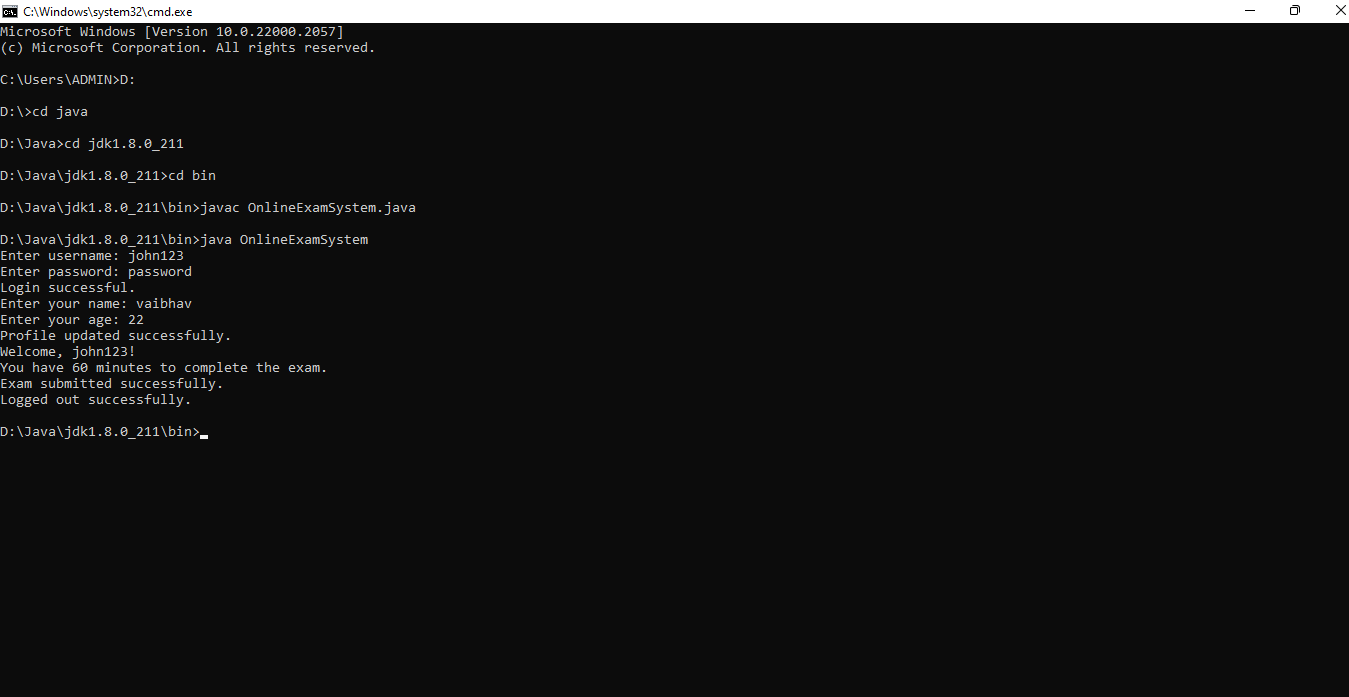 C:\Windows\system32\cmd.exe
Microsoft Windows [Version 10.0.22000.2057]
(c) Microsoft Corporation. All rights reserved.
C:\Users\ADMIN>D:
D:\>cd java
D:\Java>cd jdk1.8.0_211
D:\Java\jdk1.8.0_211>cd bin
D:\Java\jdk1.8.0_211\bin>javac OnlineExamSystem.java
D:\Java\jdk1.8.0_211\bin>java OnlineExamSystem
Enter username: john123
Enter password: password
Login successful.
Enter your name: vaibhav
Enter your age: 22
Profile updated successfully.
Welcome, john123!
You have 60 minutes to complete the exam.
Exam submitted successfully.
Logged out successfully.
D:\Java\jdk1.8.0_211\bin>